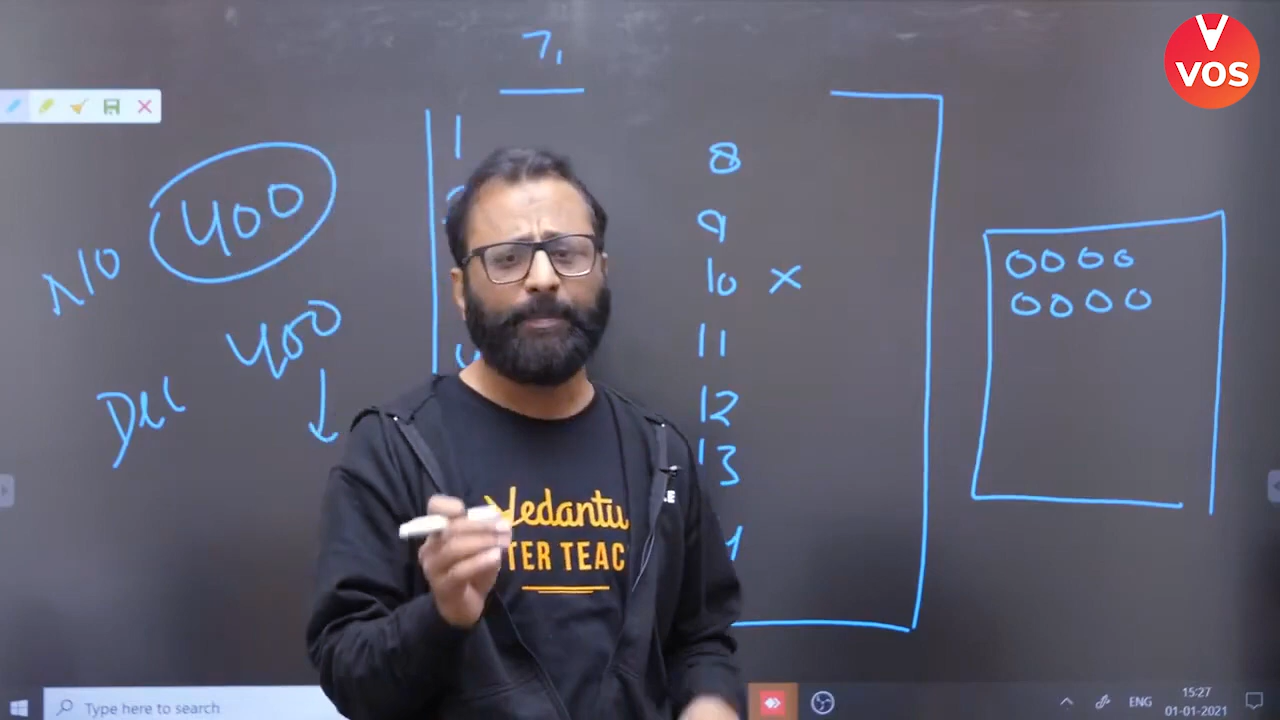 7,
VOS
1
8
400
9
N/O
10 X
0000
0000
400
11
Dec
12
13
Vedantu
TER TEAC
Type here to search
ENG
15:27
01-01-2021